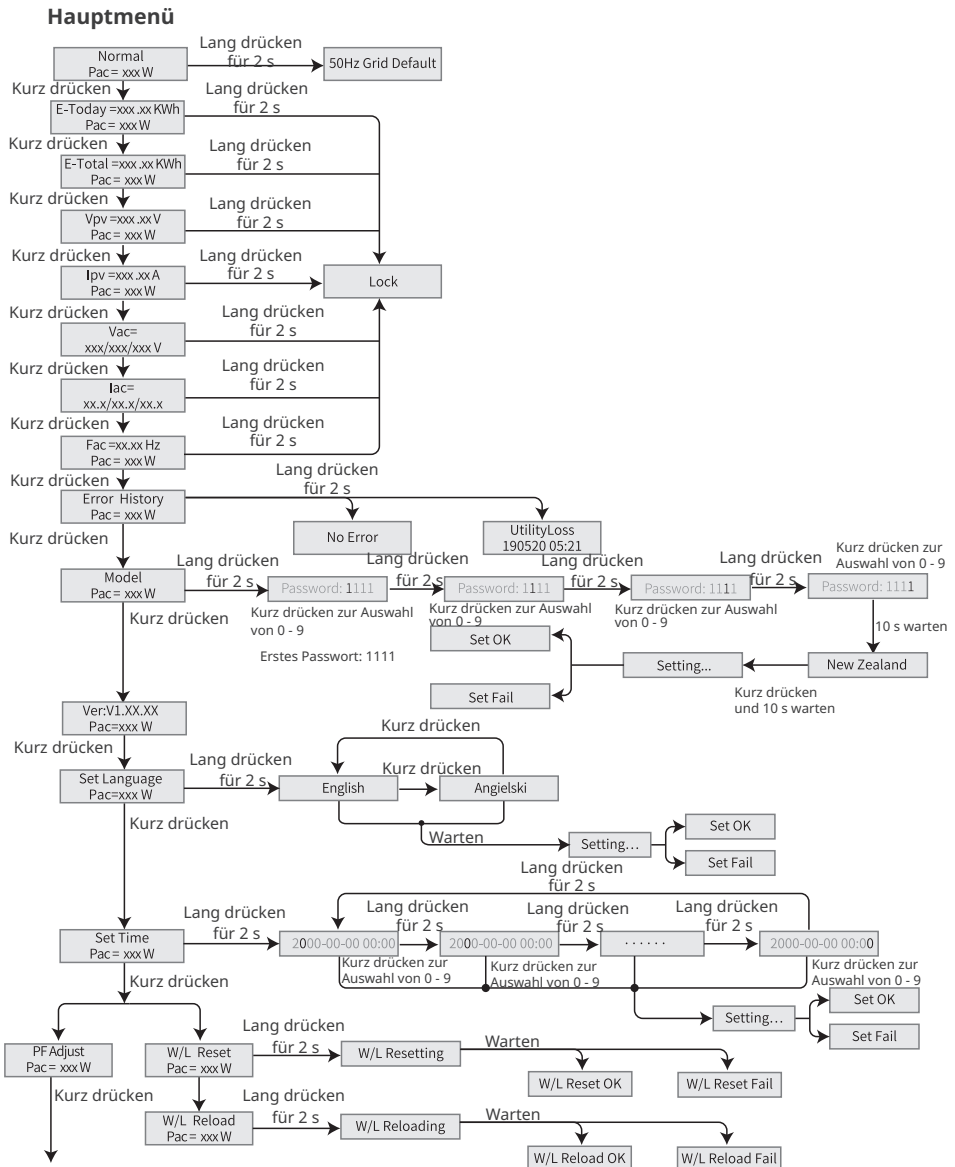 Hauptmenü
Normal
Pac= xxx W
Lang drücken
für 2 s
50Hz Grid Default
Kurz drücken
E-Today =xxx.xx KWh
Pac= xxx W
Lang drücken
für 2 s
Kurz drücken
E-Total =xxx.xx KWh
Pac= xxx W
Lang drücken
für 2 s
Kurz drücken
Vpv =xxx.xx V
Pac= xxx W
Lang drücken
für 2 s
Kurz drücken
Ipv =xxx.xx A
Pac= xxx W
Lang drücken
für 2 s
Lock
Kurz drücken
Vac=
xxx/xxx/xxx V
Lang drücken
für 2 s
Kurz drücken
Iac=
xx.x/xx.x/xx.x
Lang drücken
für 2 s
Kurz drücken
Fac=xx.xx Hz
Pac= xxx W
Lang drücken
für 2 s
Kurz drücken
Error History
Pac= xxx W
Lang drücken
für 2 s
No Error
UtilityLoss
190520 05:21
Kurz drücken
Model
Pac= xxx W
Lang drücken
für 2 s
Password: 1111
Kurz drücken zur Auswahl
von 0 - 9
Erstes Passwort: 1111
Lang drücken
für 2 s
Password: 1111
Kurz drücken zur Auswahl
von 0 - 9
Lang drücken
für 2 s
Password: 1111
Kurz drücken zur Auswahl
von 0 - 9
Lang drücken
für 2 s
Kurz drücken zur
Auswahl von 0 - 9
Password: 1111
10 s warten
New Zealand
Kurz drücken
und 10 s warten
Setting...
Set OK
Set Fail
Kurz drücken
Ver:V1.XX.XX
Pac=xxx W
Kurz drücken
Set Language
Pac=xxx W
Lang drücken
für 2 s
Kurz drücken
English
Kurz drücken
Angielski
Warten
Setting...
Set OK
Set Fail
Kurz drücken
Set Time
Pac= xxx W
Lang drücken
für 2 s
Lang drücken
für 2 s
2000-00-00 00:00
Kurz drücken zur
Auswahl von 0 - 9
Lang drücken
für 2 s
2000-00-00 00:00
Kurz drücken zur
Auswahl von 0 - 9
Lang drücken
für 2 s
......
Lang drücken
für 2 s
2000-00-00 00:00
Kurz drücken zur
Auswahl von 0 - 9
Setting...
Set OK
Set Fail
Kurz drücken
PF Adjust
Pac= xxx W
Kurz drücken
W/L Reset
Pac= xxx W
Lang drücken
für 2 s
W/L Resetting
Warten
W/L Reset OK
W/L Reset Fail
W/L Reload
Pac= xxx W
Lang drücken
für 2 s
W/L Reloading
Warten
W/L Reload OK
W/L Reload Fail